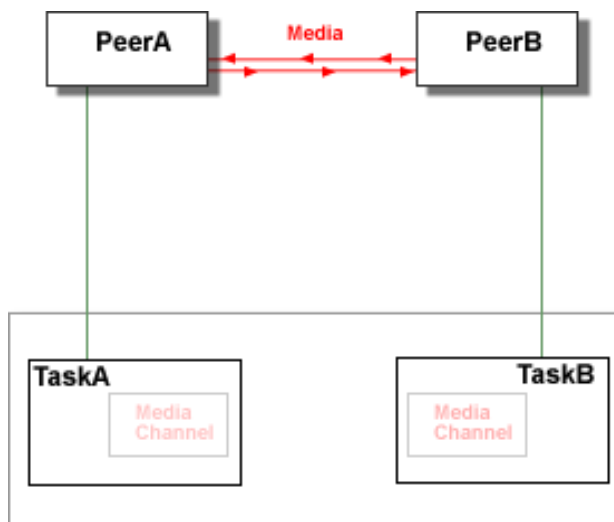 PeerA
Media
PeerB
TaskA
Media
Channel
TaskB
Media
Channel